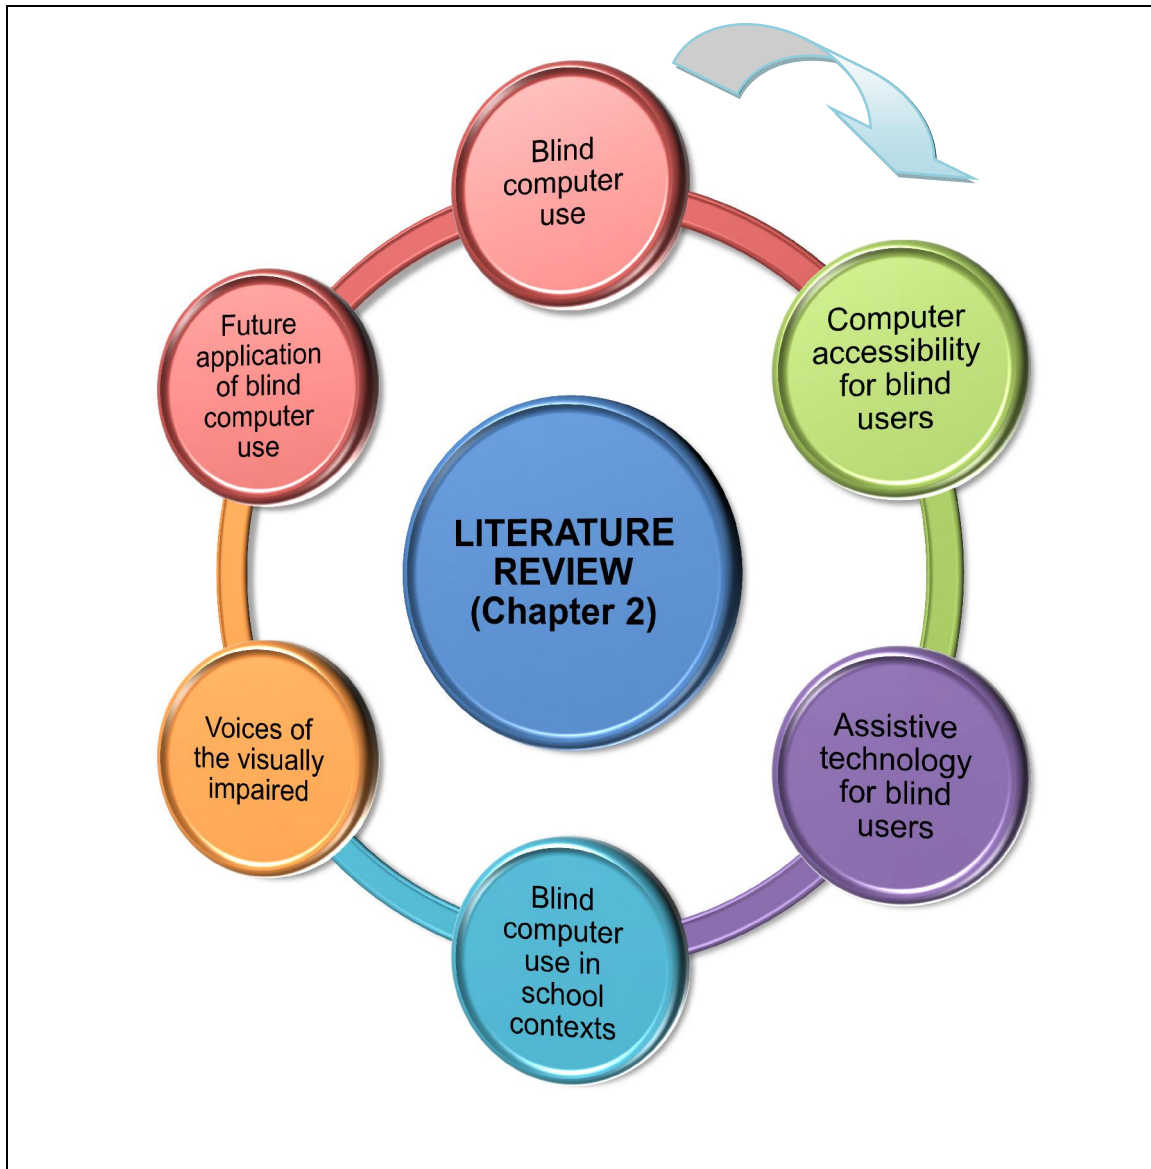 Blind
computer
use
Computer
accessibility
for blind
users
Assistive
technology
for blind
users
Blind
computer
use in
school
contexts
Voices of
the visually
impaired
Future
application
of blind
computer
use
LITERATURE
REVIEW
(Chapter 2)